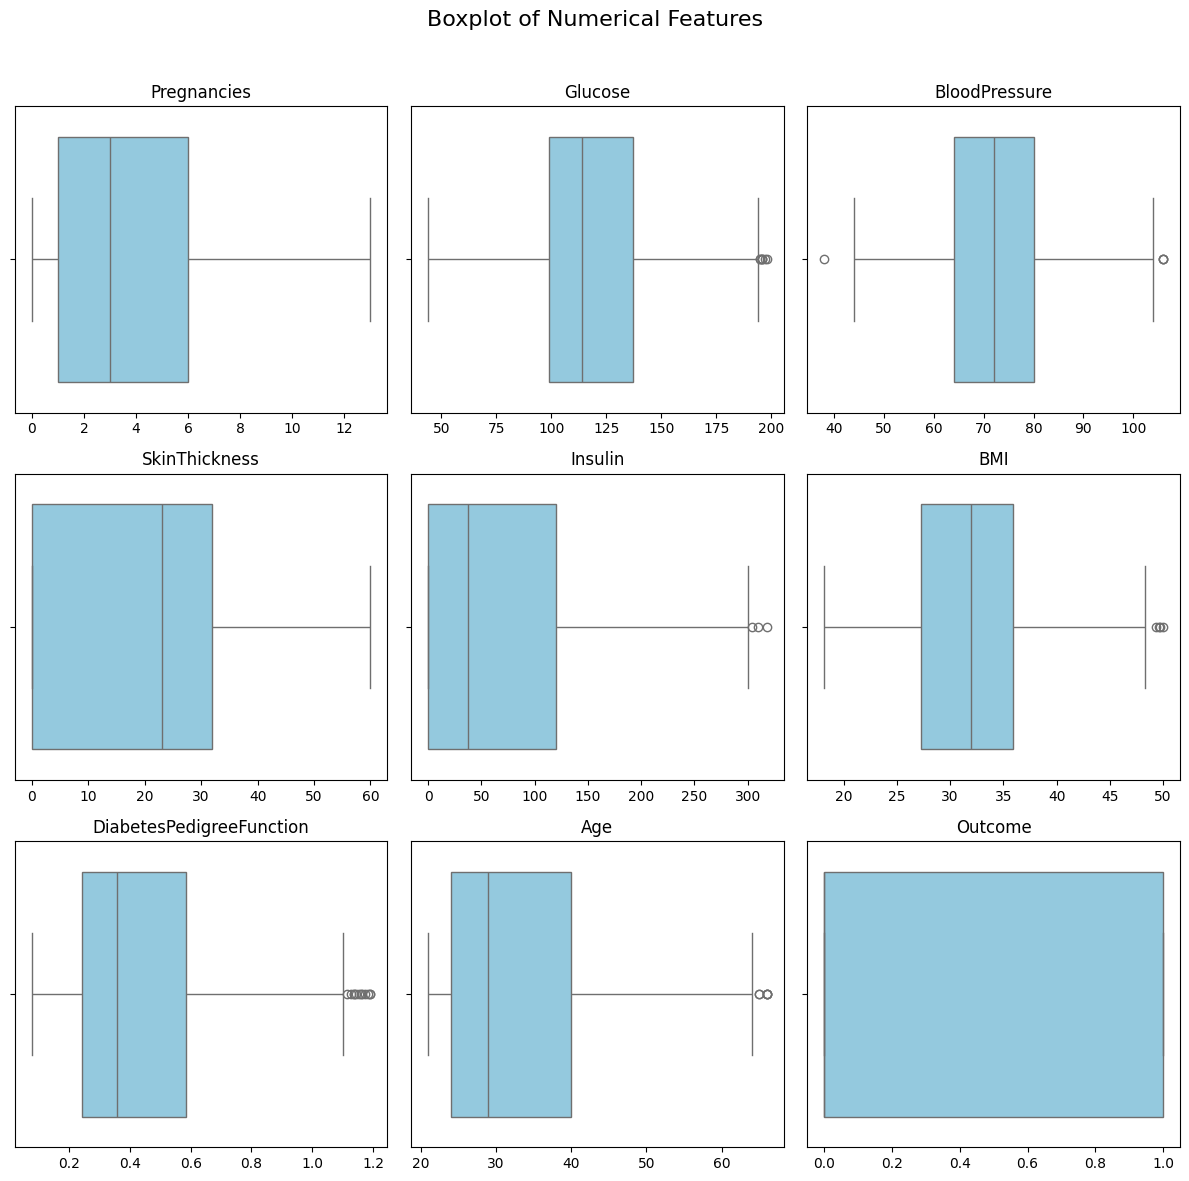 Boxplot of Numerical Features
Pregnancies Glucose BloodPressure
0 2 4 6 8 10 12 50 75 100 125 150 175 200 40 50 60 70 80 90 100
SkinThickness Insulin BMI
0 10 20 30 40 50 60 0 50 100 150 200 250 300 20 25 30 35 40 45 50
DiabetesPedigreeFunction Age Outcome
0.2 0.4 0.6 0.8 1.0 1.2 20 30 40 50 60 0.0 0.2 0.4 0.6 0.8 1.0